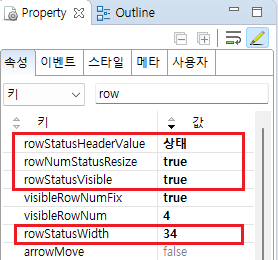 Property
Outline
속성 이벤트 스타일 메타 사용자
키 row
키 값
rowStatusHeaderValue 상태
rowNumStatusResize true
rowStatusVisible true
visibleRowNumFix true
visibleRowNum 4
rowStatusWidth 34
arrowMove false